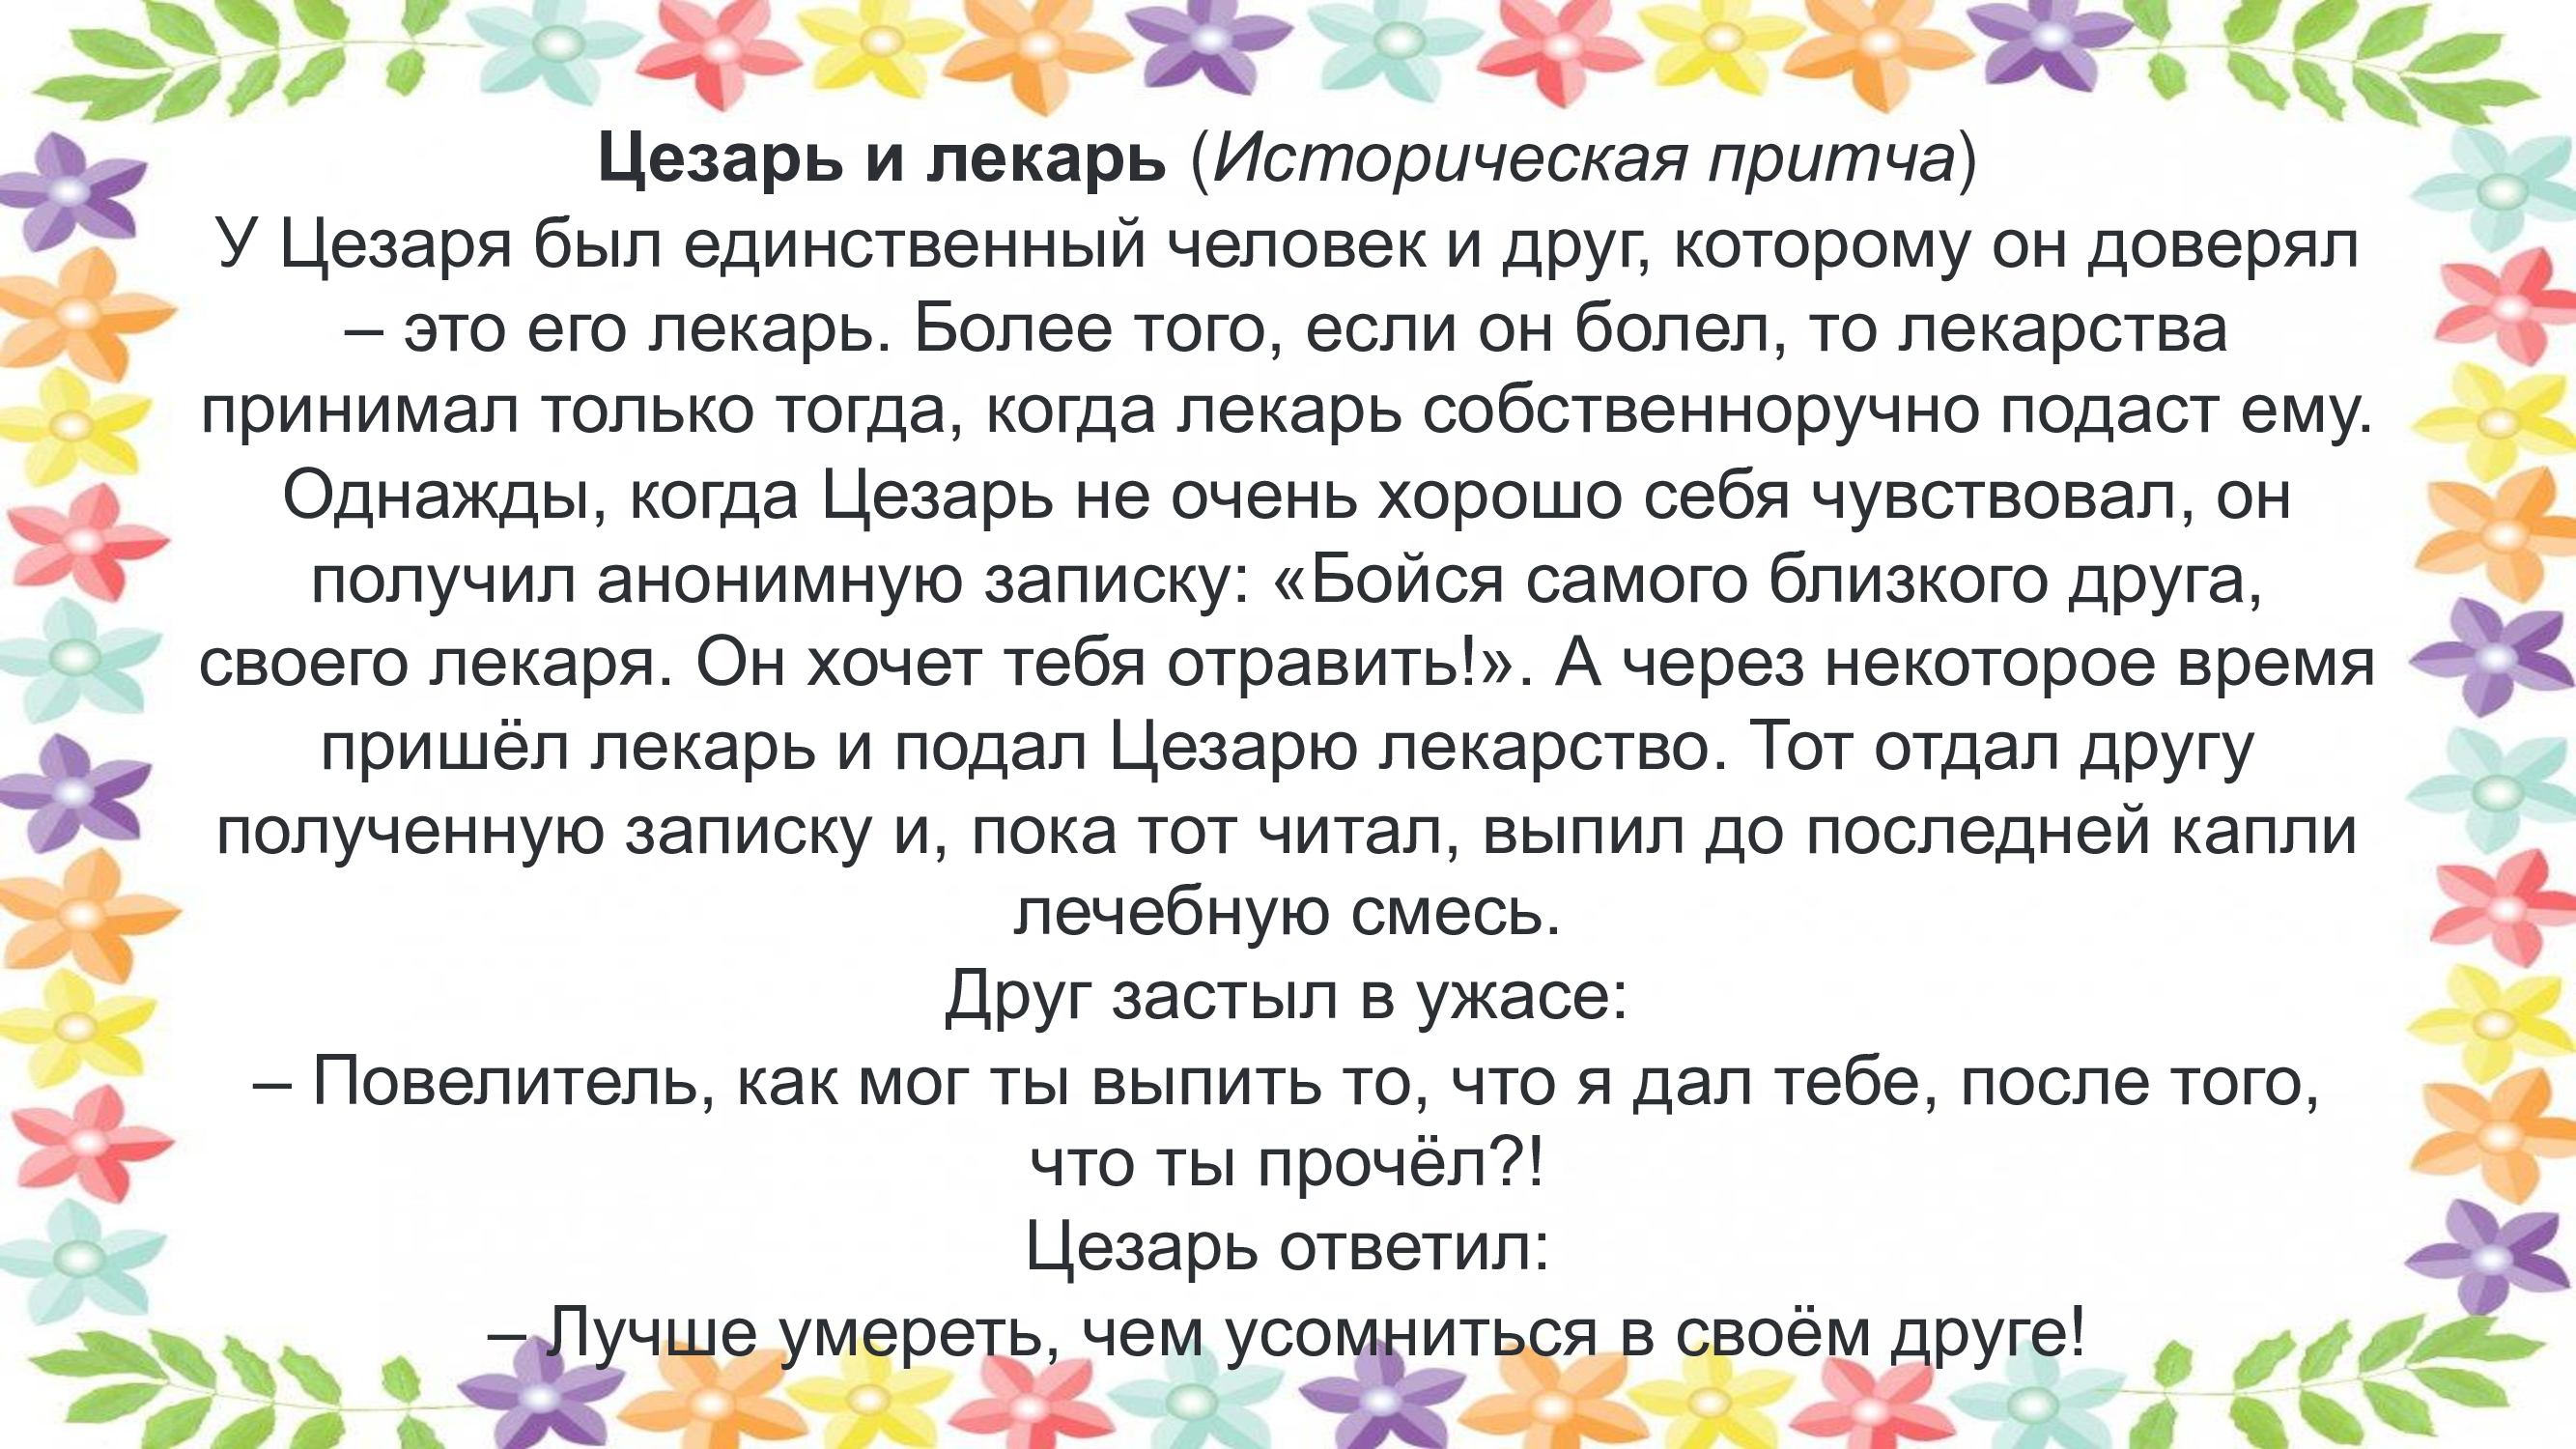 Цезарь и лекарь (Историческая притча)
У Цезаря был единственный человек и друг, которому он доверял
– это его лекарь. Более того, если он болел, то лекарства
принимал только тогда, когда лекарь собственноручно подаст ему.
Однажды, когда Цезарь не очень хорошо себя чувствовал, он
получил анонимную записку: «Бойся самого близкого друга,
своего лекаря. Он хочет тебя отравить!». А через некоторое время
пришёл лекарь и подал Цезарю лекарство. Тот отдал другу
полученную записку и, пока тот читал, выпил до последней капли
лечебную смесь.
Друг застыл в ужасе:
– Повелитель, как мог ты выпить то, что я дал тебе, после того,
что ты прочёл?!
Цезарь ответил:
– Лучше умереть, чем усомниться в своём друге!